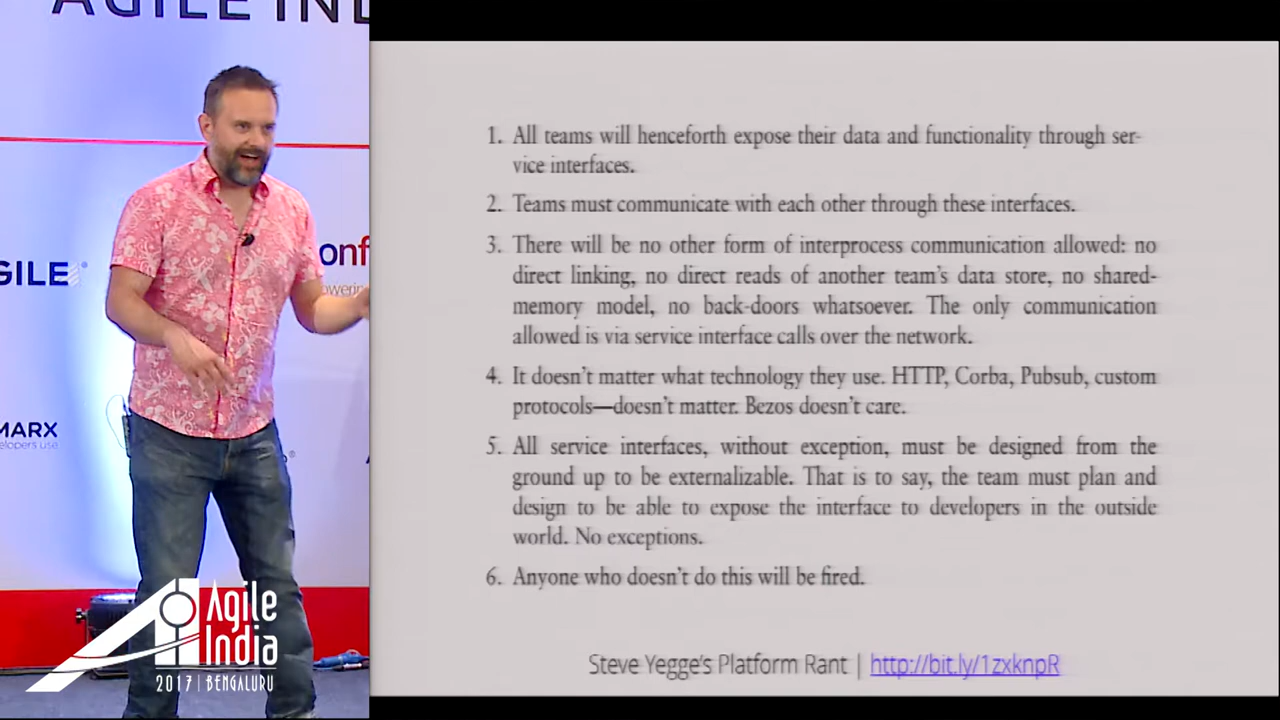 AGILE IN
GILE
onf
MARX
elopers use
1. All teams will henceforth expose their data and functionality through ser-
vice interfaces.
2. Teams must communicate with each other through these interfaces.
3. There will be no other form of interprocess communication allowed: no
direct linking, no direct reads of another team's data store, no shared-
memory model, no back-doors whatsoever. The only communication
allowed is via service interface calls over the network.
4. It doesn't matter what technology they use. HTTP, Corba, Pubsub, custom
protocols—doesn't matter. Bezos doesn't care.
5. All service interfaces, without exception, must be designed from the
ground up to be externalizable. That is to say, the team must plan and
design to be able to expose the interface to developers in the outside
world. No exceptions.
6. Anyone who doesn't do this will be fired.
Steve Yegge's Platform Rant | http://bit.ly/1zxknpR
Agile
India
2017 | BENGALURU